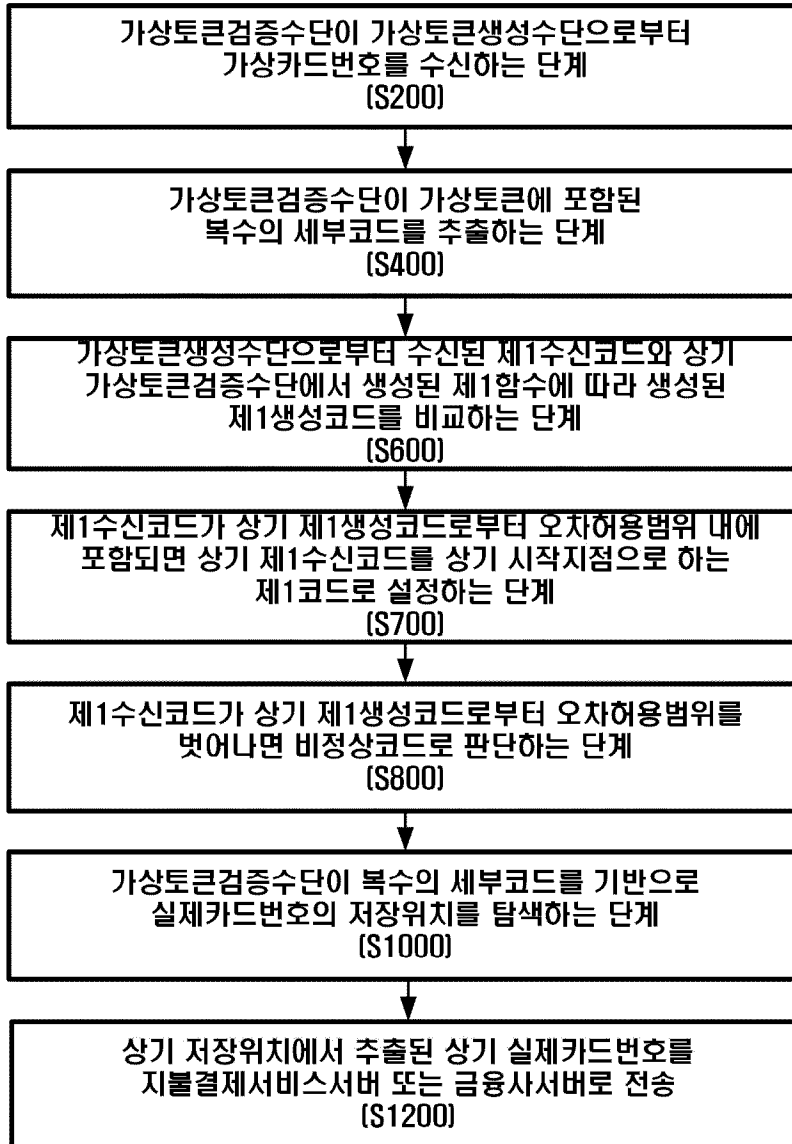 가상토큰검증수단이 가상토큰생성수단으로부터
가상카드번호를 수신하는 단계
(S200)
가상토큰검증수단이 가상토큰에 포함된
복수의 세부코드를 추출하는 단계
(S400)
가상토큰생성수단으로부터 수신된 제1수신코드와 상기
가상토큰검증수단에서 생성된 제1함수에 따라 생성된
제1생성코드를 비교하는 단계
(S600)
제1수신코드가 상기 제1생성코드로부터 오차허용범위 내에
포함되면 상기 제1수신코드를 상기 시작지점으로 하는
제1코드로 설정하는 단계
(S700)
제1수신코드가 상기 제1생성코드로부터 오차허용범위를
벗어나면 비정상코드로 판단하는 단계
(S800)
가상토큰검증수단이 복수의 세부코드를 기반으로
실제카드번호의 저장위치를 탐색하는 단계
(S1000)
상기 저장위치에서 추출된 상기 실제카드번호를
지불결제서비스서버 또는 금융사서버로 전송
(S1200)